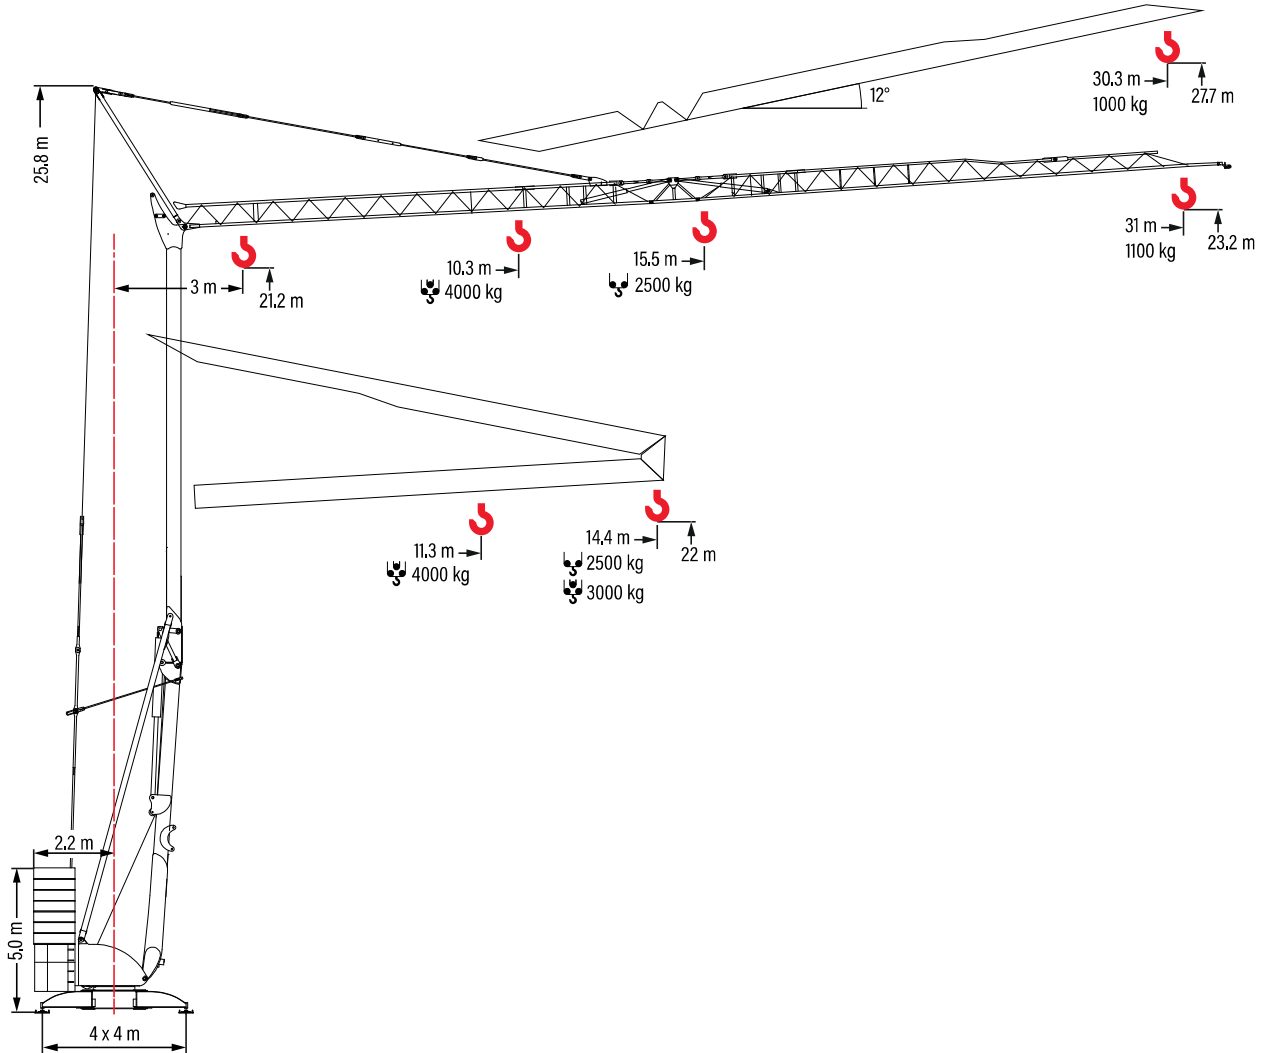 30.3 m
1000 kg
27.7 m
12°
25.8 m
31 m
1100 kg
23.2 m
3 m
21.2 m
10.3 m
4000 kg
15.5 m
2500 kg
11.3 m
4000 kg
14.4 m
2500 kg
3000 kg
22 m
2.2 m
5.0 m
4 x 4 m